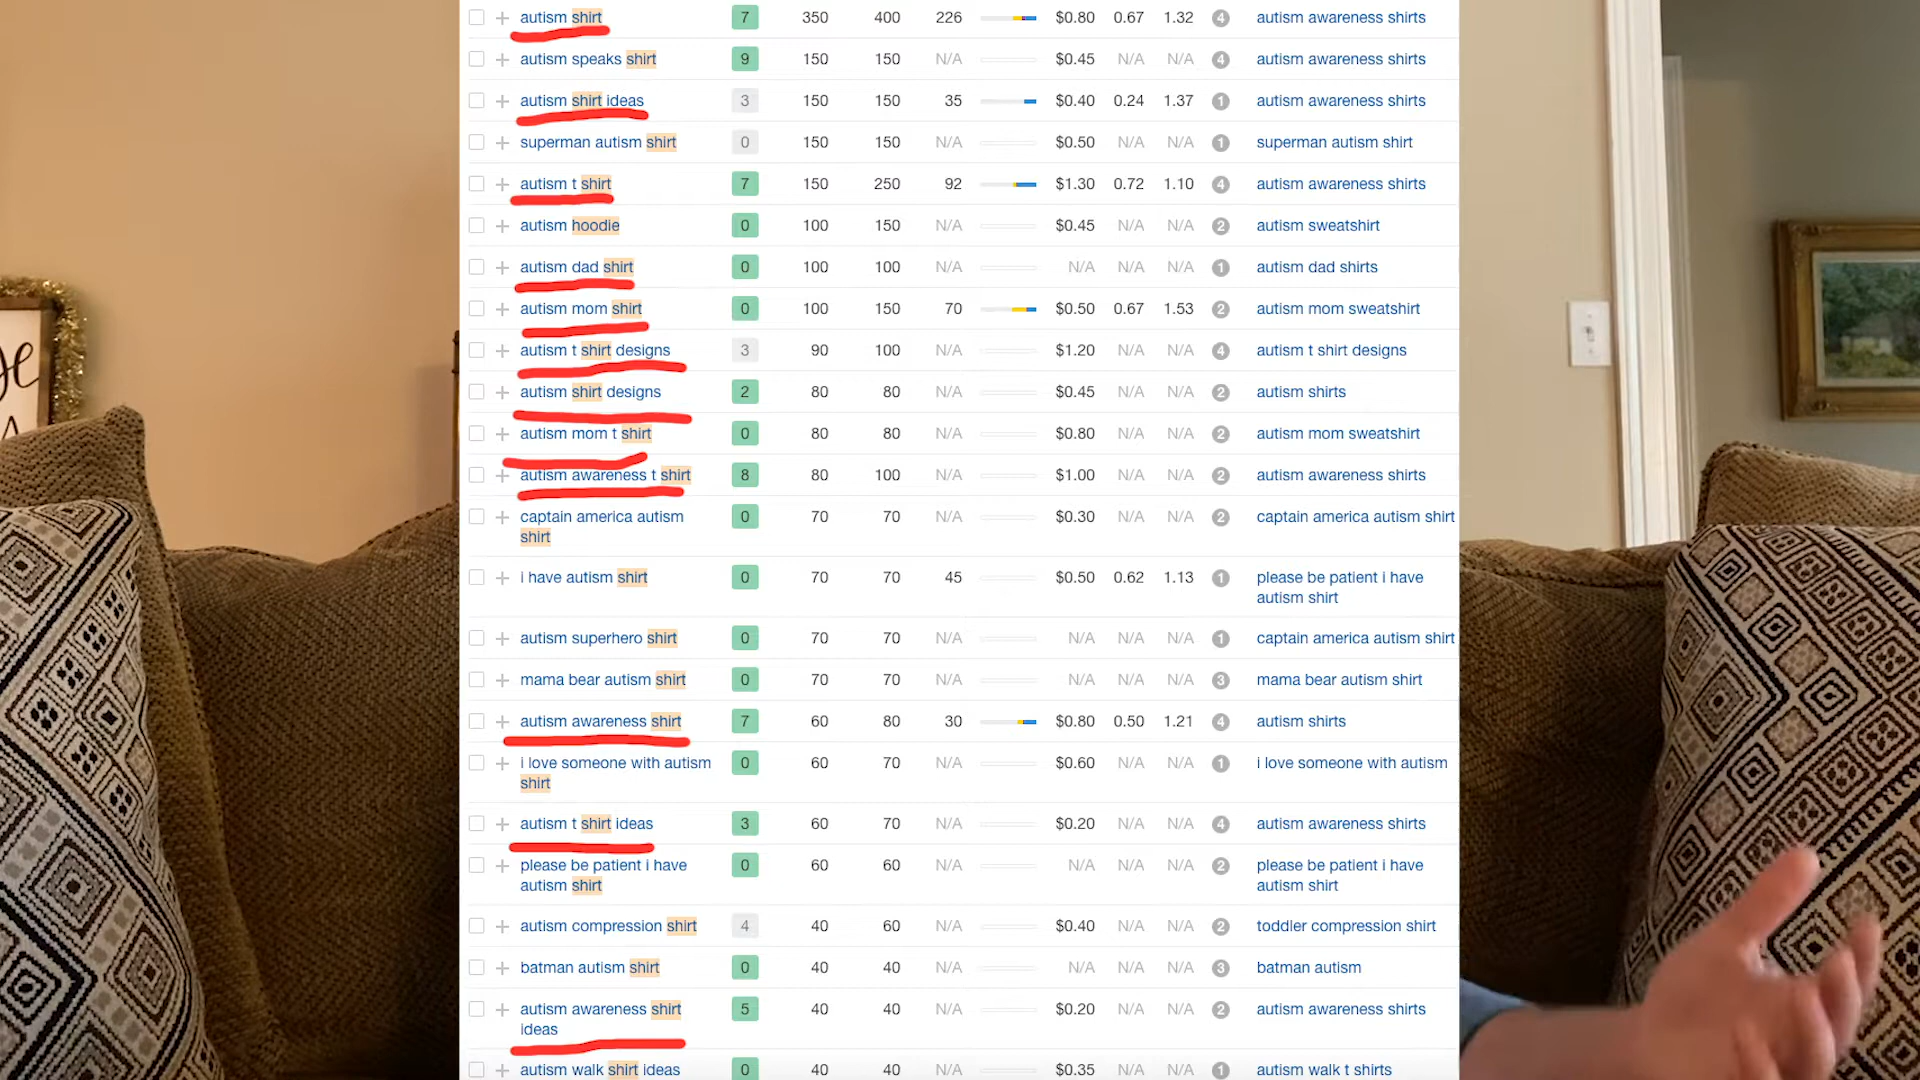 autism shirt 7 350 400 226 $0.80 0.67 1.32 4 autism awareness shirts
autism speaks shirt 9 150 150 N/A $0.45 N/A N/A 4 autism awareness shirts
autism shirt ideas 3 150 150 35 $0.40 0.24 1.37 1 autism awareness shirts
superman autism shirt 0 150 150 N/A $0.50 N/A N/A 1 superman autism shirt
autism t shirt 7 150 250 92 $1.30 0.72 1.10 4 autism awareness shirts
autism hoodie 0 100 150 N/A $0.45 N/A N/A 2 autism sweatshirt
autism dad shirt 0 100 100 N/A N/A N/A N/A 1 autism dad shirts
autism mom shirt 0 100 150 70 $0.50 0.67 1.53 2 autism mom sweatshirt
autism t shirt designs 3 90 100 N/A $1.20 N/A N/A 4 autism t shirt designs
autism shirt designs 2 80 80 N/A $0.45 N/A N/A 2 autism shirts
autism mom t shirt 0 80 80 N/A $0.80 N/A N/A 2 autism mom sweatshirt
autism awareness t shirt 8 80 100 N/A $1.00 N/A N/A 2 autism awareness shirts
captain america autism 0 70 70 N/A $0.30 N/A N/A 2 captain america autism shirt
shirt
i have autism shirt 0 70 70 45 $0.50 0.62 1.13 1 please be patient i have
autism shirt
autism superhero shirt 0 70 70 N/A N/A N/A N/A 1 captain america autism shirt
mama bear autism shirt 0 70 70 N/A N/A N/A N/A 3 mama bear autism shirt
autism awareness shirt 7 60 80 30 $0.80 0.50 1.21 4 autism shirts
i love someone with autism 0 60 70 N/A $0.60 N/A N/A 1 i love someone with autism
shirt
autism t shirt ideas 3 60 70 N/A $0.20 N/A N/A 4 autism awareness shirts
please be patient i have 0 60 60 N/A N/A N/A N/A 2 please be patient i have
autism shirt autism shirt
autism compression shirt 4 40 60 N/A $0.40 N/A N/A 2 toddler compression shirt
batman autism shirt 0 40 40 N/A N/A N/A N/A 3 batman autism
autism awareness shirt 5 40 40 N/A $0.20 N/A N/A 2 autism awareness shirts
ideas
autism walk shirt ideas 0 40 40 N/A $0.35 N/A N/A 1 autism walk t shirts